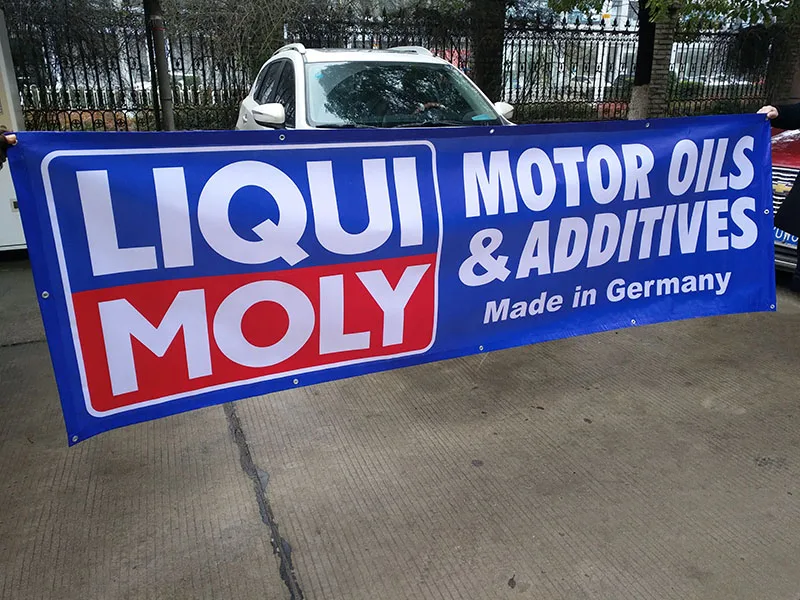 LIQUI
MOLY
MOTOR OILS
& ADDITIVES
Made in Germany